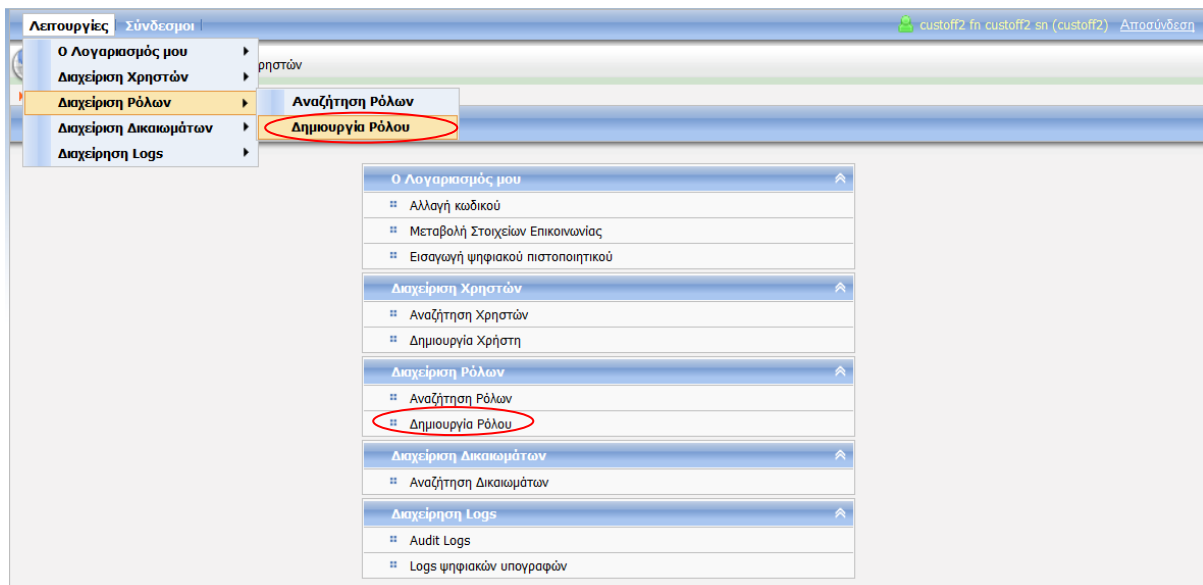 Λειτουργίες Σύνδεσμοι custoff2 fn custoff2 sn (custoff2) Αποσύνδεση
Ο Λογαριασμός μου
ρηστών
Διαχείριση Χρηστών
Διαχείριση Ρόλων
Αναζήτηση Ρόλων
Διαχείριση Δικαιωμάτων
Δημιουργία Ρόλου
Διαχείρηση Logs
Ο Λογαριασμός μου
Αλλαγή κωδικού
Μεταβολή Στοιχείων Επικοινωνίας
Εισαγωγή ψηφιακού πιστοποιητικού
Διαχείριση Χρηστών
Αναζήτηση Χρηστών
Δημιουργία Χρήστη
Διαχείριση Ρόλων
Αναζήτηση Ρόλων
Δημιουργία Ρόλου
Διαχείριση Δικαιωμάτων
Αναζήτηση Δικαιωμάτων
Διαχείρηση Logs
Audit Logs
Logs ψηφιακών υπογραφών